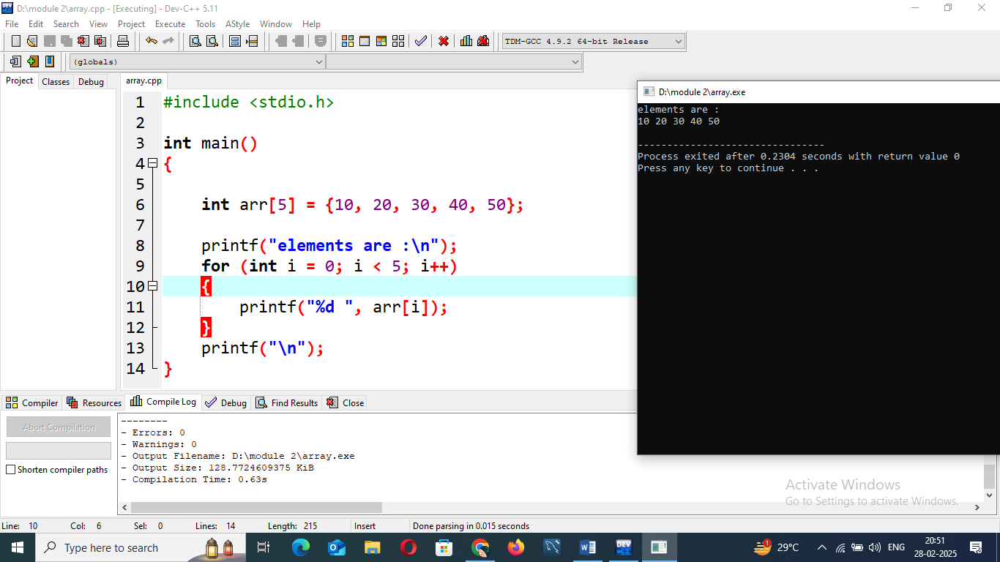 D:\module 2\array.cpp - [Executing] - Dev-C++ 5.11
File Edit Search View Project Execute Tools AStyle Window Help
TDM-GCC 4.9.2 64-bit Release
(globals)
Project Classes Debug
array.cpp
1 #include <stdio.h>
2
3 int main()
4 {
5
6 int arr[5] = {10, 20, 30, 40, 50};
7
8 printf("elements are :\n");
9 for (int i = 0; i < 5; i++)
10 {
11 printf("%d ", arr[i]);
12 }
13 printf("\n");
14 }
D:\module 2\array.exe
elements are :
10 20 30 40 50
--------------------------------
Process exited after 0.2304 seconds with return value 0
Press any key to continue . . .
Compiler Resources Compile Log Debug Find Results Close
Abort Compilation
Shorten compiler paths
--------
- Errors: 0
- Warnings: 0
- Output Filename: D:\module 2\array.exe
- Output Size: 128.7724609375 KiB
- Compilation Time: 0.63s
Activate Windows
Go to Settings to activate Windows.
Line: 10 Col: 6 Sel: 0 Lines: 14 Length: 215 Insert Done parsing in 0.015 seconds
Type here to search
1 29°C ENG
20:51
28-02-2025